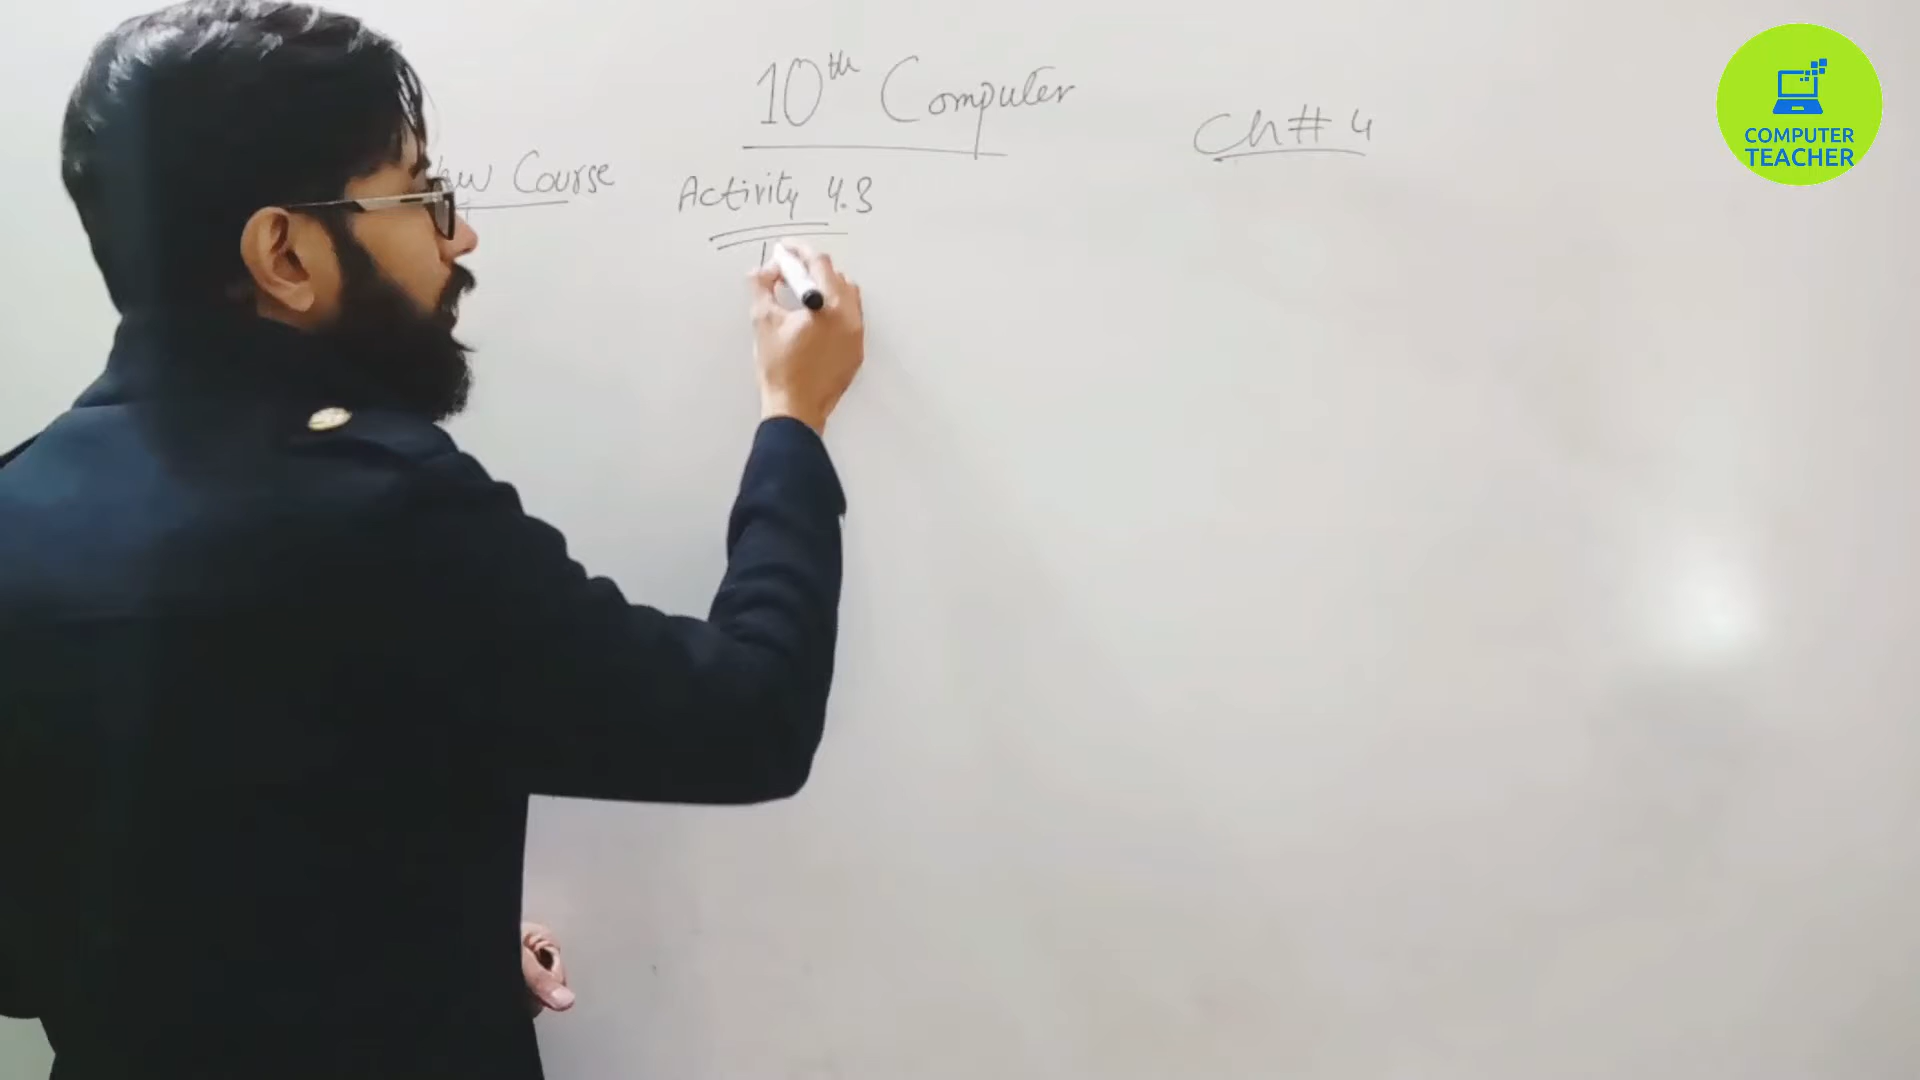 10th Computer
Ch# 4
Course
Activity 4.3
COMPUTER
TEACHER